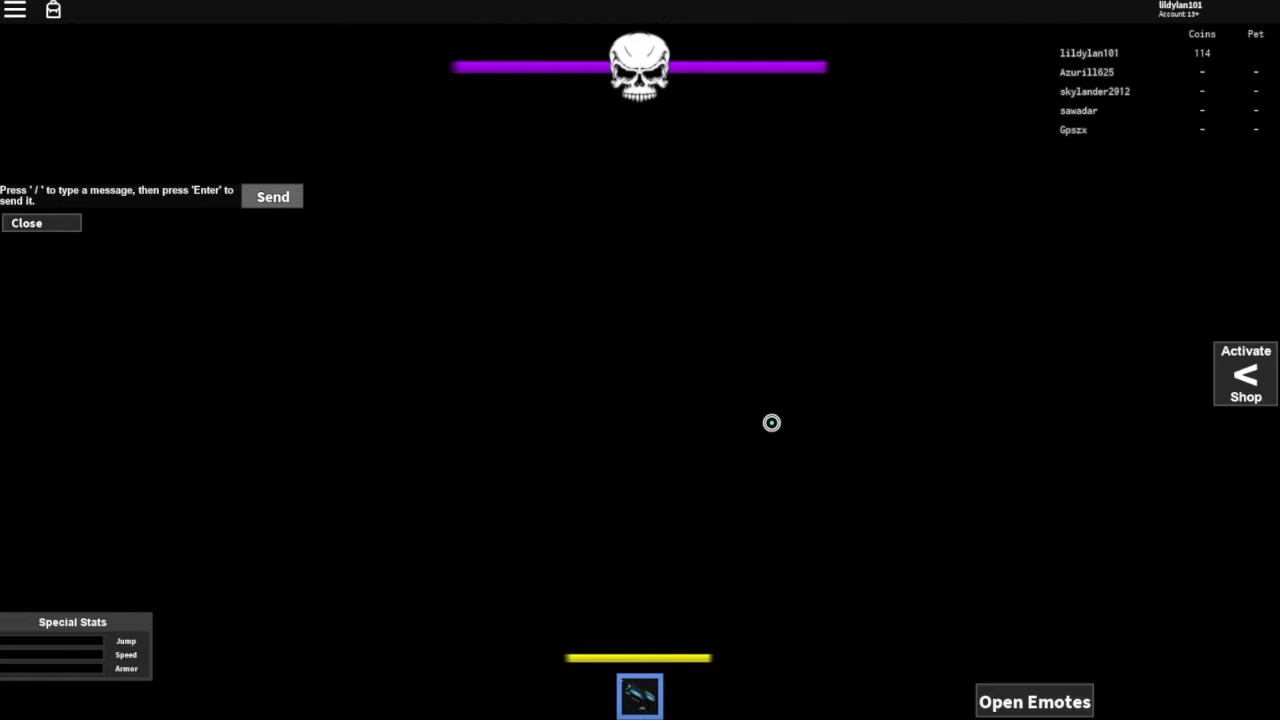 lildylan101
Account: 13+
Coins Pet
lildylan101 114
Azurill625 - -
skylander2912 - -
sawadar - -
Gpszx - -
Press ' / ' to type a message, then press 'Enter' to
send it.
Send
Close
Activate
<
Shop
Special Stats
Jump
Speed
Armor
Open Emotes